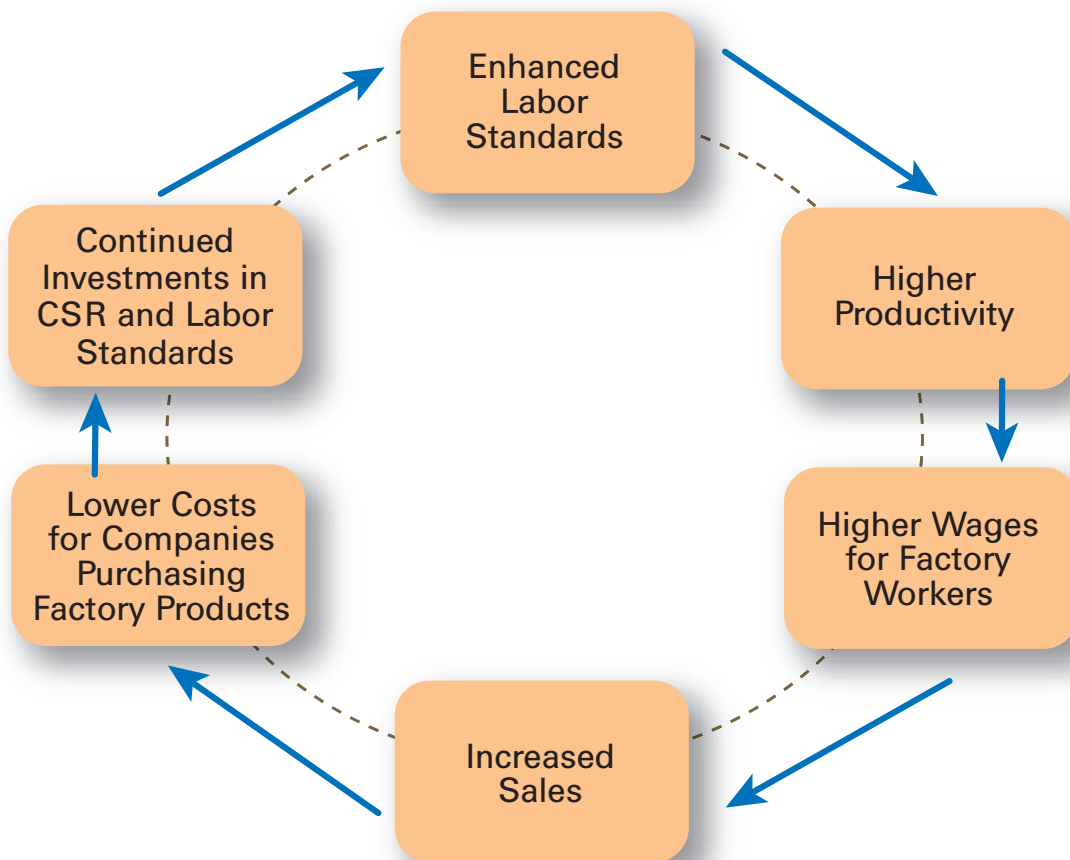 Enhanced
Labor
Standards
Higher
Productivity
Higher Wages
for Factory
Workers
Increased
Sales
Lower Costs
for Companies
Purchasing
Factory Products
Continued
Investments in
CSR and Labor
Standards